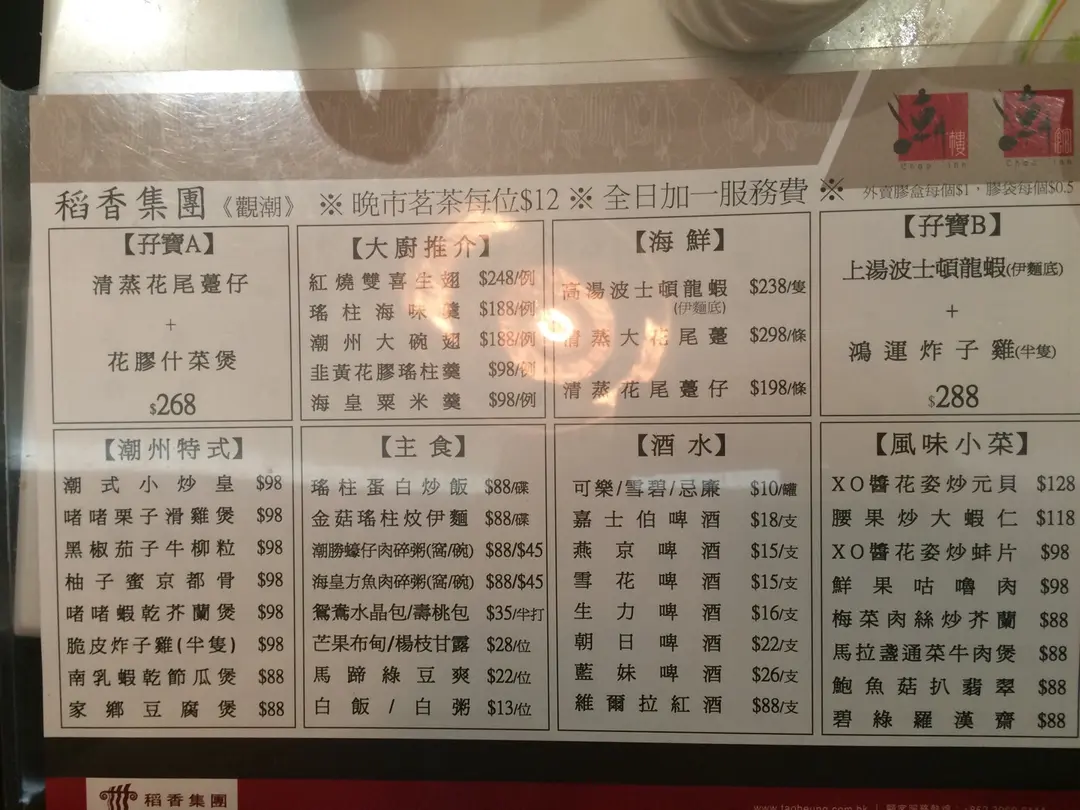 稻香集團 《觀潮》 ※ 晚市茗茶每位$12 ※ 全日加一服務費 ※ 外賣膠盒每個$1，膠袋每個$0.5
【孖寶A】
清蒸花尾躉仔
+
花膠什菜煲
$268
【大廚推介】
紅燒雙喜生翅 $248/例
瑤柱海味羹 $188/例
潮州大碗翅 $188/例
韭黃花膠瑤柱羹 $98/例
海皇粟米羹 $98/例
【海鮮】
高湯波士頓龍蝦 $238/隻
(伊麵底)
清蒸大花尾躉 $298/條
清蒸花尾躉仔 $198/條
【孖寶B】
上湯波士頓龍蝦(伊麵底)
+
鴻運炸子雞(半隻)
$288
【潮州特式】
潮式小炒皇 $98
啫啫栗子滑雞煲 $98
黑椒茄子牛柳粒 $98
柚子蜜京都骨 $98
啫啫蝦乾芥蘭煲 $98
脆皮炸子雞(半隻) $98
南乳蝦乾節瓜煲 $88
家鄉豆腐煲 $88
【主食】
瑤柱蛋白炒飯 $88/碟
金菇瑤柱炆伊麵 $88/碟
潮勝蠔仔肉碎粥(窩/碗) $88/$45
海皇方魚肉碎粥(窩/碗) $88/$45
鴛鴦水晶包/壽桃包 $35/半打
芒果布甸/楊枝甘露 $28/位
馬蹄綠豆爽 $22/位
白飯/白粥 $13/位
【酒水】
可樂/雪碧/忌廉 $10/罐
嘉士伯啤酒 $18/支
燕京啤酒 $15/支
雪花啤酒 $15/支
生力啤酒 $16/支
朝日啤酒 $22/支
藍妹啤酒 $26/支
維爾拉紅酒 $88/支
【風味小菜】
XO醬花姿炒元貝 $128
腰果炒大蝦仁 $118
XO醬花姿炒蚌片 $98
鮮果咕嚕肉 $98
梅菜肉絲炒芥蘭 $88
馬拉盞通菜牛肉煲 $88
鮑魚菇扒翡翠 $88
碧綠羅漢齋 $88
稻香集團